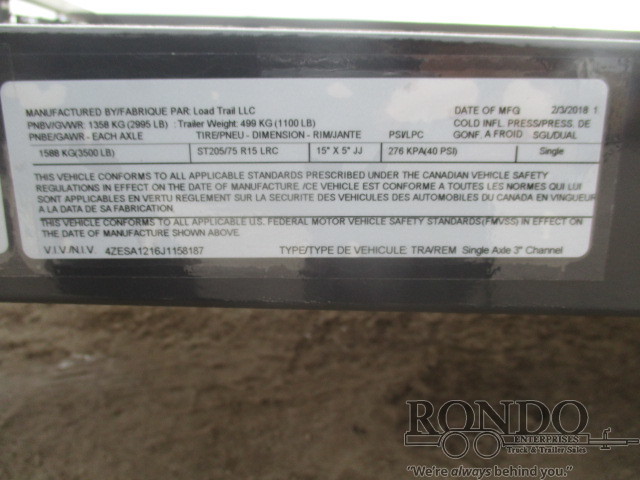 MANUFACTURED BY/FABRIQUE PAR: Load Trail LLC DATE OF MFG 2/3/2018 1
PNBV/GVWR: 1358 KG (2995 LB) : Trailer Weight: 499 KG (1100 LB) COLD INFL. PRESS/PRESS. DE
PNBE/GAWR - EACH AXLE TIRE/PNEU - DIMENSION - RIM/JANTE PSI/LPC GONF. A FROID SGL/DUAL
1588 KG(3500 LB) ST205/75 R15 LRC 15" X 5" JJ 276 KPA(40 PSI) Single
THIS VEHICLE CONFORMS TO ALL APPLICABLE STANDARDS PRESCRIBED UNDER THE CANADIAN VEHICLE SAFETY
REGULATIONS IN EFFECT ON THE DATE OF MANUFACTURE. /CE VEHICLE EST CONFORME A TOUTES LES NORMES QUI LUI
SONT APPLICABLES EN VERTU REGLEMENT SUR LA SECURITE DES VEHICULES DES AUTOMOBILES DU CANADA EN VINGUEUR
A LA DATA DE SA FABRICATION.
THIS VEHICLE CONFORMS TO ALL APPLICABLE U.S. FEDERAL MOTOR VEHICLE SAFETY STANDARDS(FMVSS) IN EFFECT ON THE
DATE OF MANUFACTURE SHOWN ABOVE.
V.I.V./N.I.V. 4ZESA1216J1158187 TYPE/TYPE DE VEHICULE: TRA/REM Single Axle 3" Channel
RONDO
ENTERPRISES
Truck & Trailer Sales
"We're always behind you."